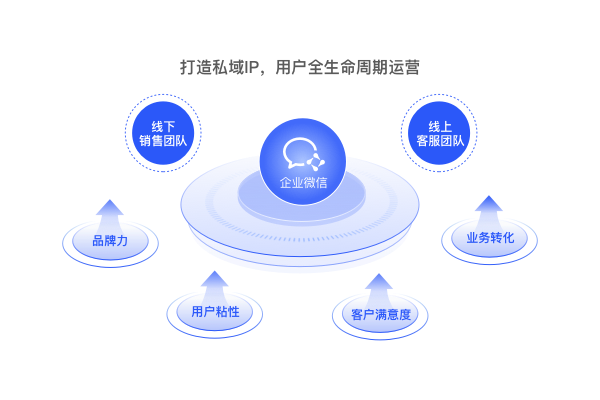 打造私域IP，用户全生命周期运营
线下
销售团队
线上
客服团队
企业微信
品牌力
业务转化
用户粘性
客户满意度